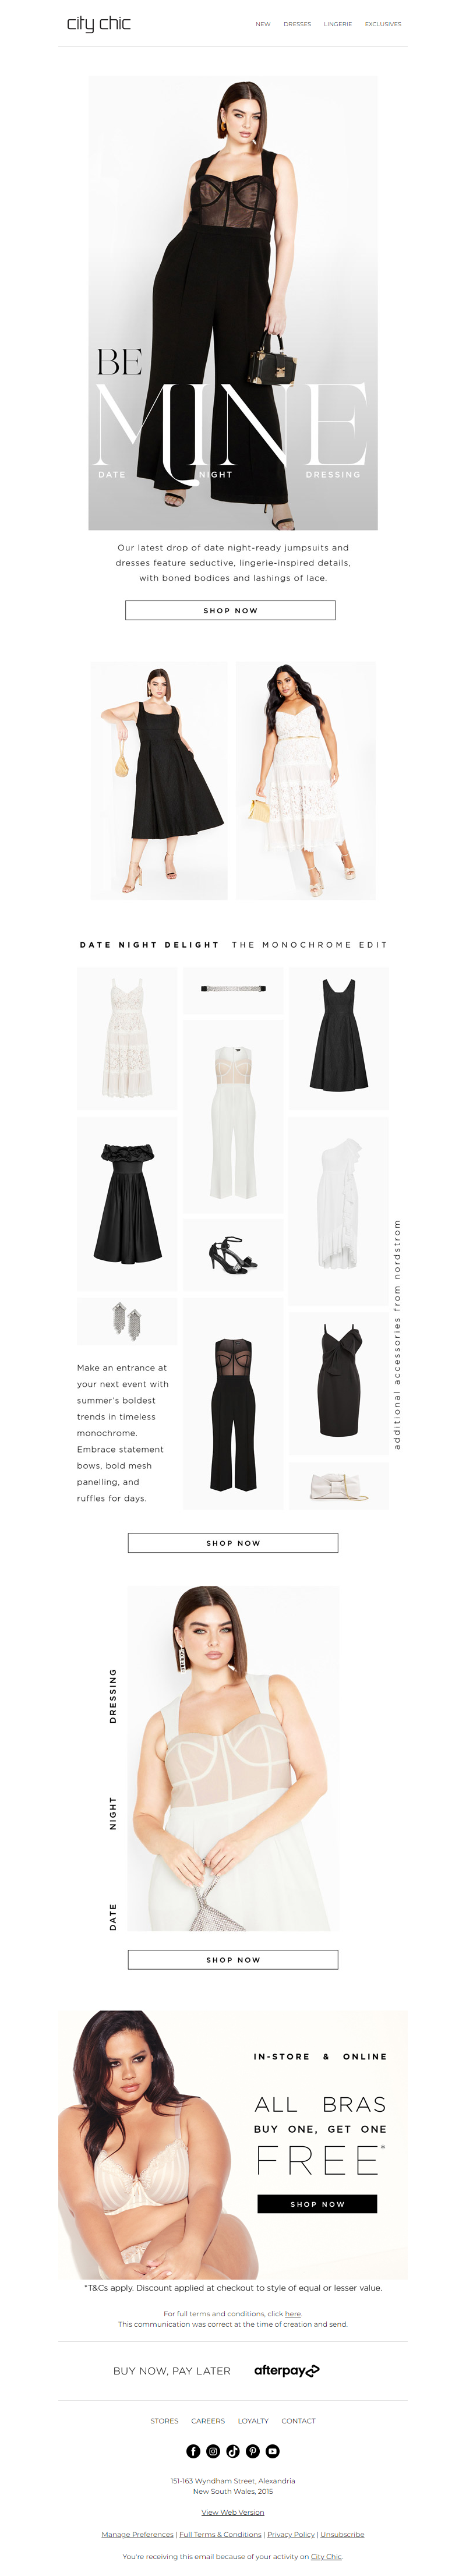 city chic
NEW DRESSES LINGERIE EXCLUSIVES
BE
MINE
DATE NIGHT DRESSING
Our latest drop of date night-ready jumpsuits and
dresses feature seductive, lingerie-inspired details,
with boned bodices and lashings of lace.
SHOP NOW
DATE NIGHT DELIGHT THE MONOCHROME EDIT
additional accessories from nordstrom
Make an entrance at
your next event with
summer's boldest
trends in timeless
monochrome.
Embrace statement
bows, bold mesh
panelling, and
ruffles for days.
SHOP NOW
DATE NIGHT DRESSING
SHOP NOW
IN-STORE & ONLINE
ALL BRAS
BUY ONE, GET ONE
FREE*
SHOP NOW
*T&Cs apply. Discount applied at checkout to style of equal or lesser value.
For full terms and conditions, click here.
This communication was correct at the time of creation and send.
BUY NOW, PAY LATER afterpay
STORES CAREERS LOYALTY CONTACT
151-163 Wyndham Street, Alexandria
New South Wales, 2015
View Web Version
Manage Preferences | Full Terms & Conditions | Privacy Policy | Unsubscribe
You're receiving this email because of your activity on City Chic.